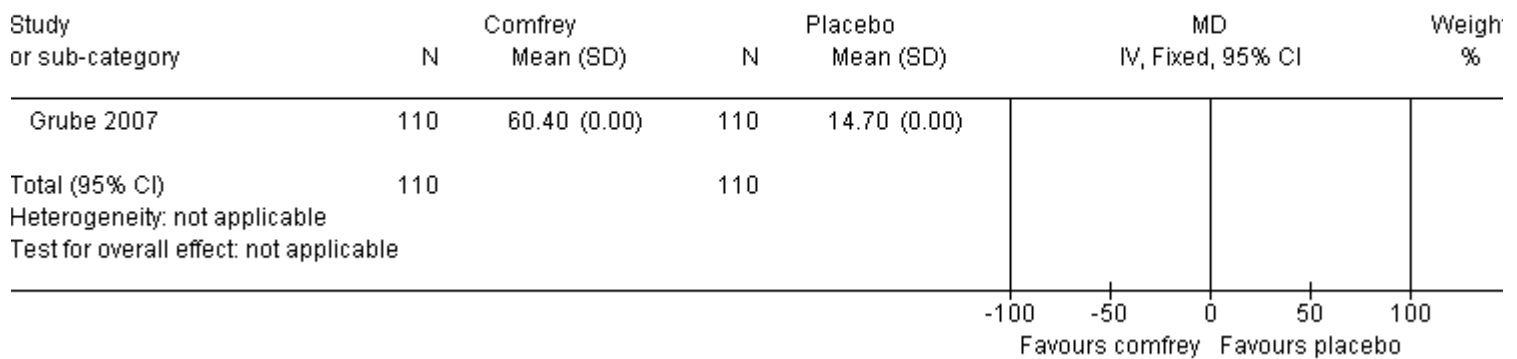 Study Comfrey Placebo MD Weigh
or sub-category N Mean (SD) N Mean (SD) IV, Fixed, 95% CI %
Grube 2007 110 60.40 (0.00) 110 14.70 (0.00)
Total (95% CI) 110 110
Heterogeneity: not applicable
Test for overall effect: not applicable
-100 -50 0 50 100
Favours comfrey Favours placebo